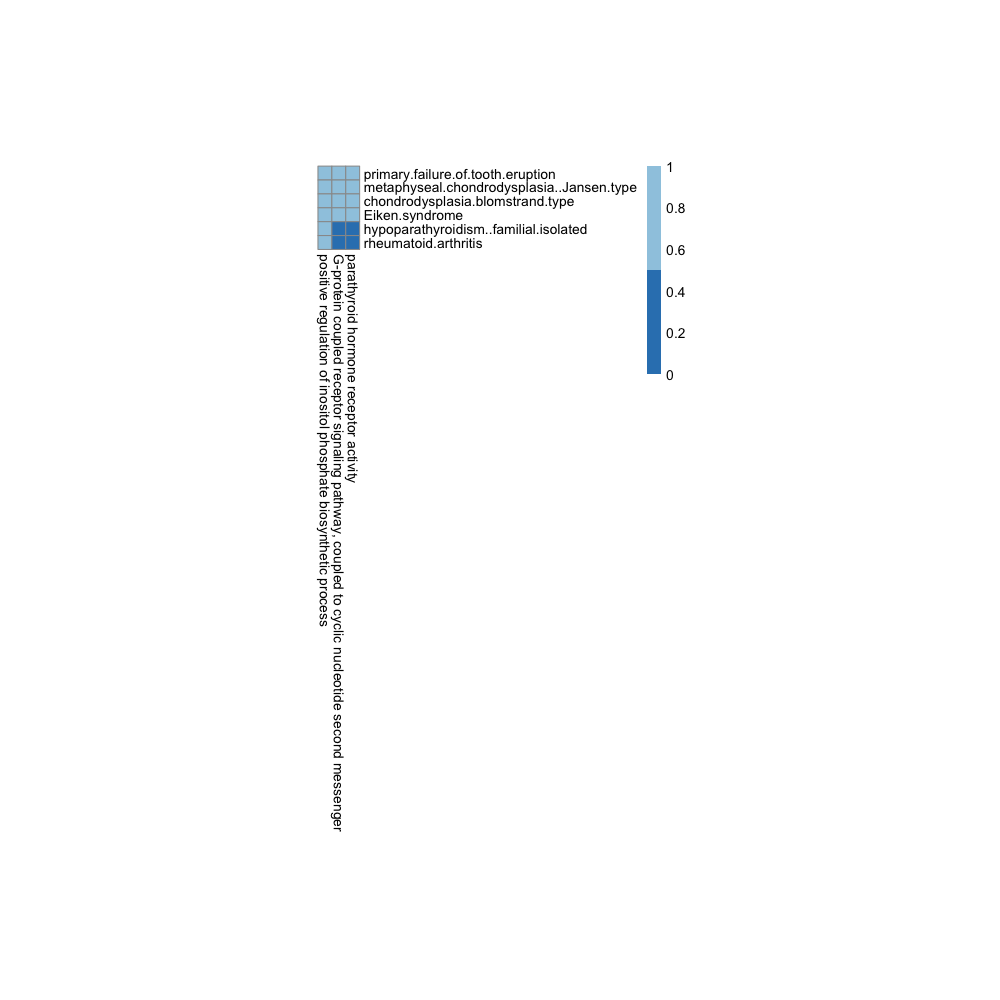 primary.failure.of.tooth.eruption
metaphyseal.chondrodysplasia..Jansen.type
chondrodysplasia.blomstrand.type
Eiken.syndrome
hypoparathyroidism..familial.isolated
rheumatoid.arthritis
positive regulation of inositol phosphate biosynthetic process
G-protein coupled receptor signaling pathway, coupled to cyclic nucleotide second messenger
parathyroid hormone receptor activity
1
0.8
0.6
0.4
0.2
0